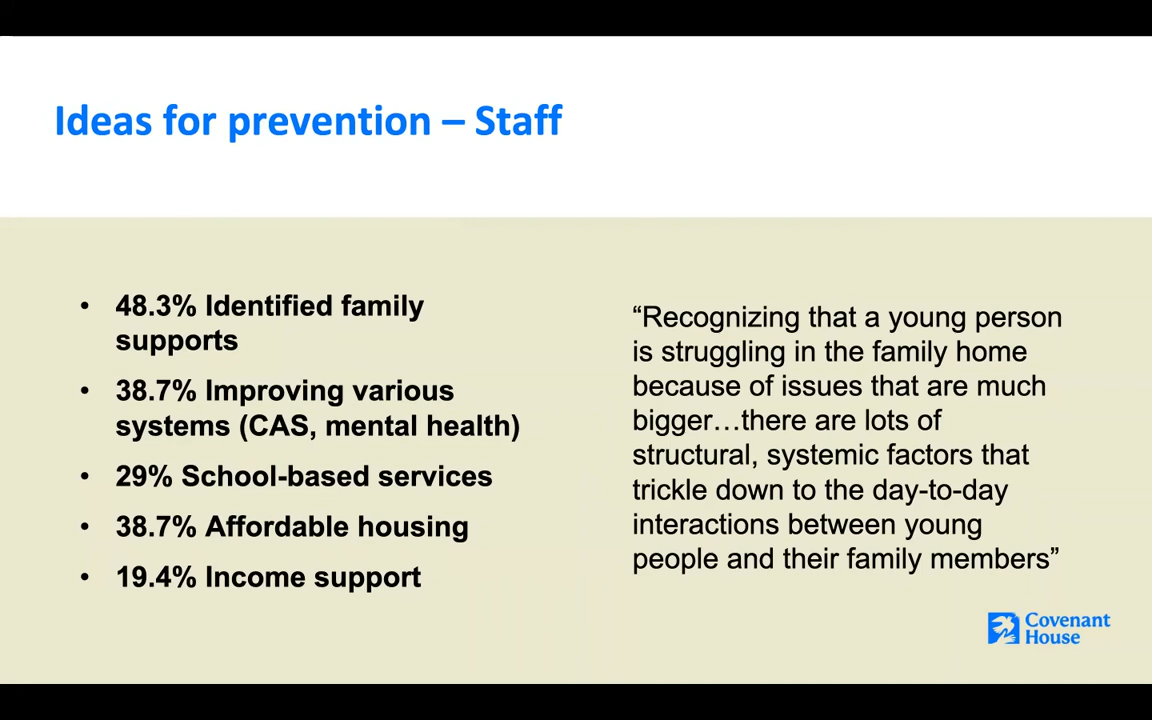 Ideas for prevention – Staff
• 48.3% Identified family
supports
• 38.7% Improving various
systems (CAS, mental health)
• 29% School-based services
• 38.7% Affordable housing
• 19.4% Income support
“Recognizing that a young person
is struggling in the family home
because of issues that are much
bigger…there are lots of
structural, systemic factors that
trickle down to the day-to-day
interactions between young
people and their family members”
Covenant
House